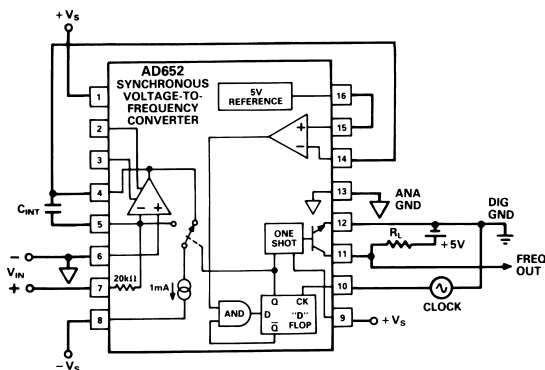 +VS
AD652
SYNCHRONOUS
VOLTAGE-TO-
FREQUENCY
CONVERTER
5V
REFERENCE
1
2
3
4
5
6
7
8
16
15
14
13
12
11
10
9
+
−
−
+
CINT
−
VIN
+
20kΩ
1mA
−VS
ANA
GND
DIG
GND
ONE
SHOT
RL
+5V
FREQ
OUT
AND
Q
CK
D
"D"
FLOP
Q̅
CLOCK
+VS